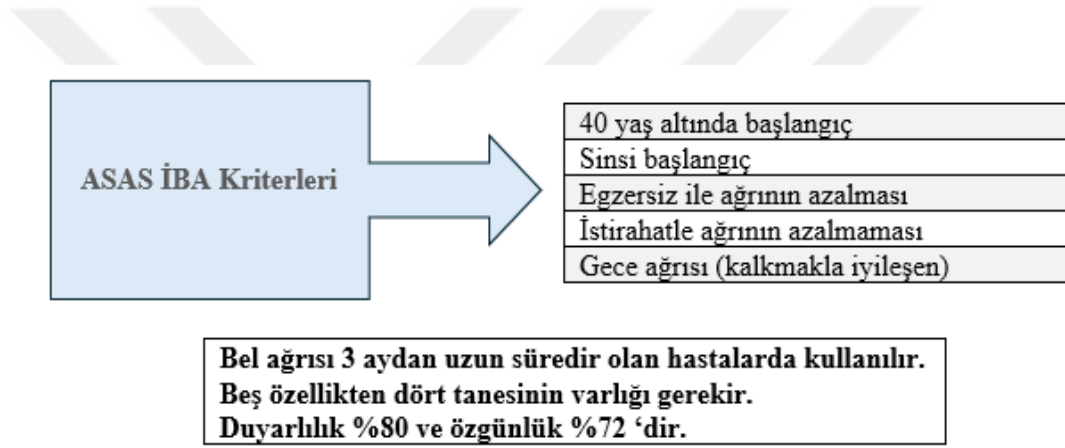 ASAS İBA Kriterleri
40 yaş altında başlangıç
Sinsi başlangıç
Egzersiz ile ağrının azalması
İstirahatle ağrının azalmaması
Gece ağrısı (kalkmakla iyileşen)
Bel ağrısı 3 aydan uzun süredir olan hastalarda kullanılır.
Beş özellikten dört tanesinin varlığı gerekir.
Duyarlılık %80 ve özgünlük %72 ‘dir.